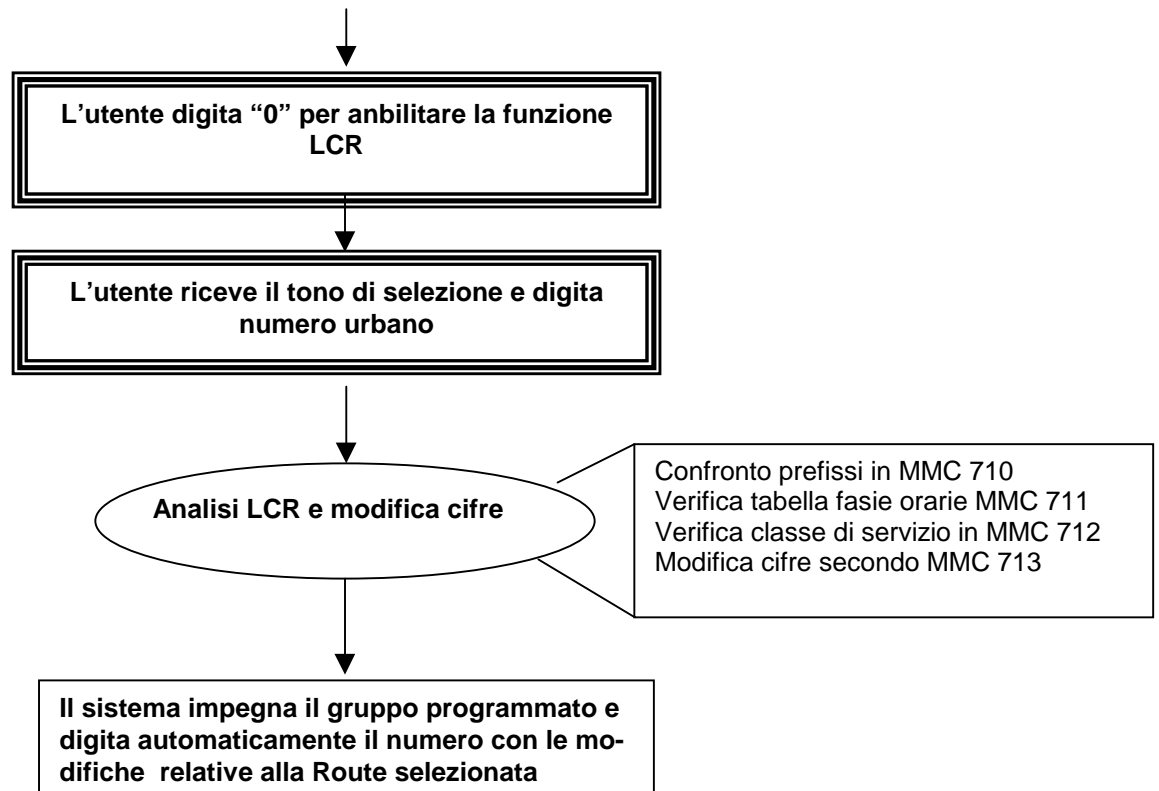 L’utente digita “0” per anbilitare la funzione
LCR
L’utente riceve il tono di selezione e digita
numero urbano
Analisi LCR e modifica cifre
Confronto prefissi in MMC 710
Verifica tabella fasie orarie MMC 711
Verifica classe di servizio in MMC 712
Modifica cifre secondo MMC 713
Il sistema impegna il gruppo programmato e
digita automaticamente il numero con le mo-
difiche relative alla Route selezionata